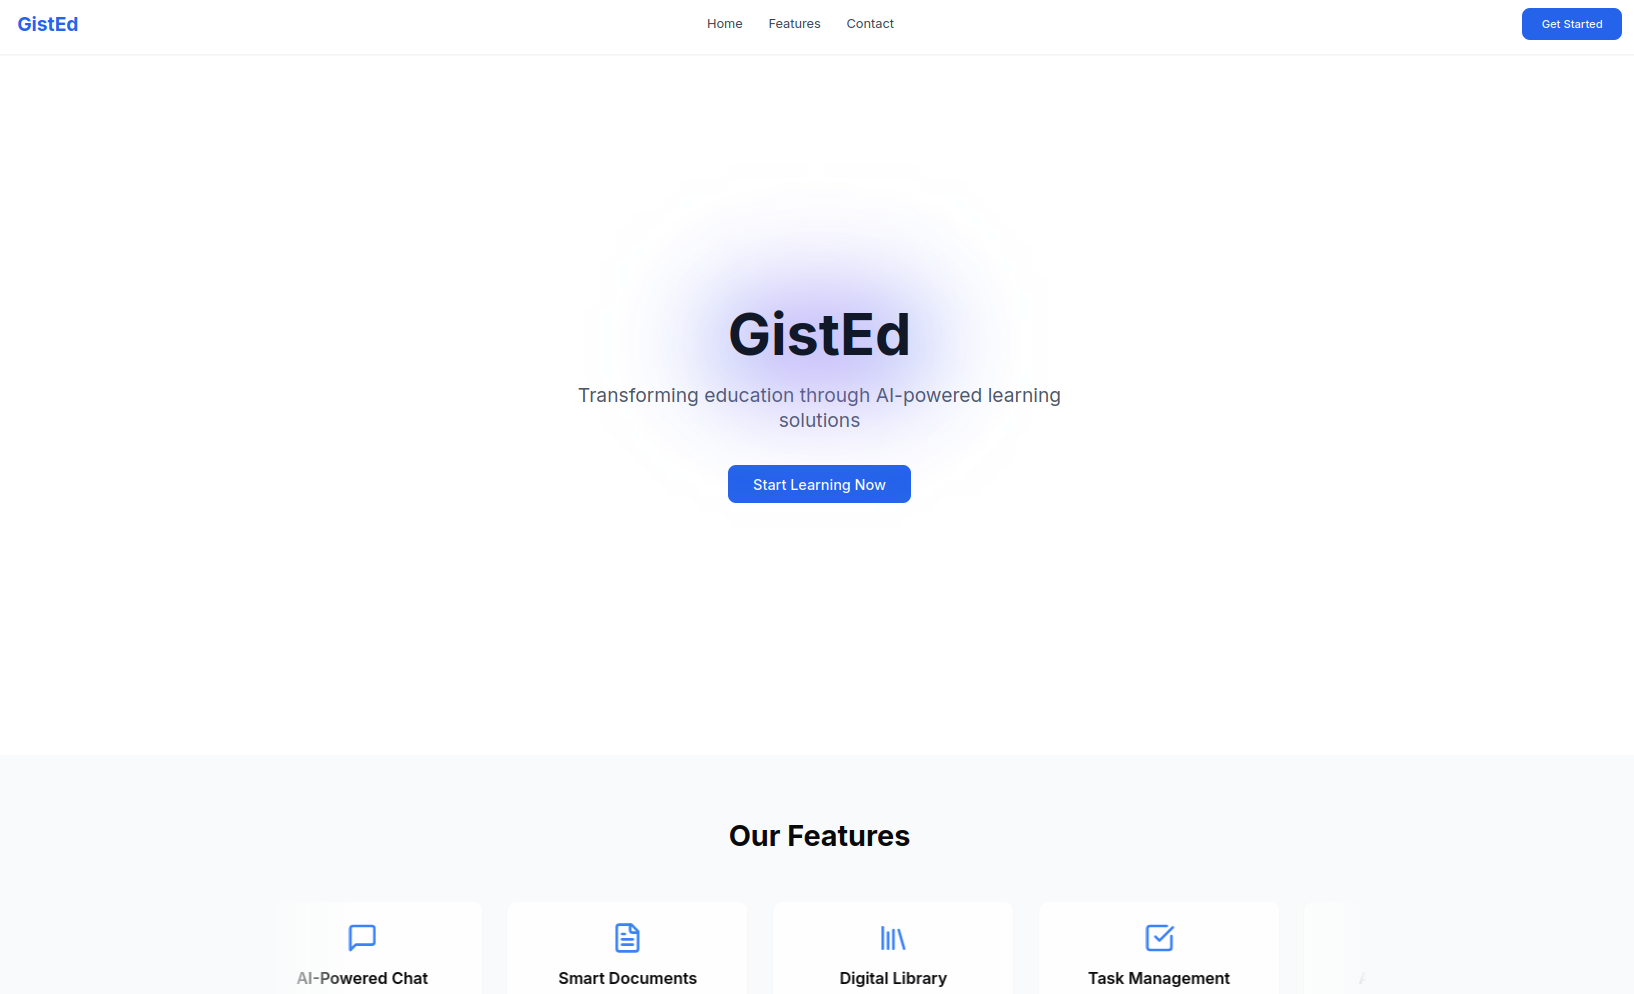 GistEd
Home
Features
Contact
Get Started
GistEd
Transforming education through AI-powered learning
solutions
Start Learning Now
Our Features
AI-Powered Chat
Smart Documents
Digital Library
Task Management